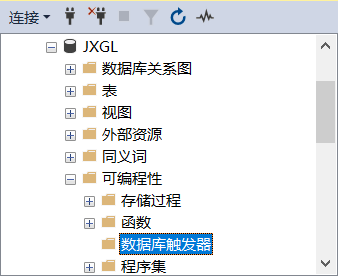 连接
JXGL
数据库关系图
表
视图
外部资源
同义词
可编程性
存储过程
函数
数据库触发器
程序集